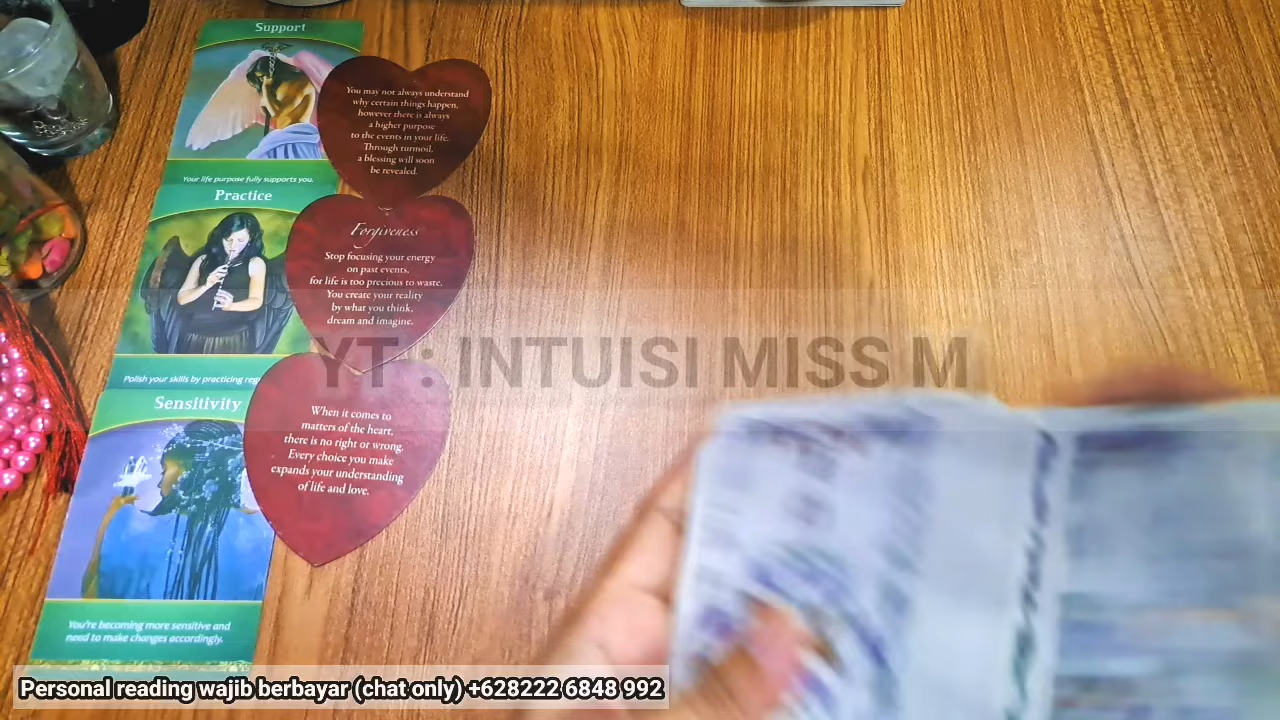 Support
Your life purpose fully supports you.
You may not always understand
why certain things happen,
however there is always
a higher purpose
to the events in your life.
Through turmoil,
a blessing will soon
be revealed.
Practice
Polish your skills by practicing
Forgiveness
Stop focusing your energy
on past events,
for life is too precious to waste.
You create your reality
by what you think,
dream and imagine.
Sensitivity
You're becoming more sensitive and
need to make changes accordingly.
When it comes to
matters of the heart,
there is no right or wrong.
Every choice you make
expands your understanding
of life and love.
YT : INTUISI MISS M
Personal reading wajib berbayar (chat only) +628222 6848 992